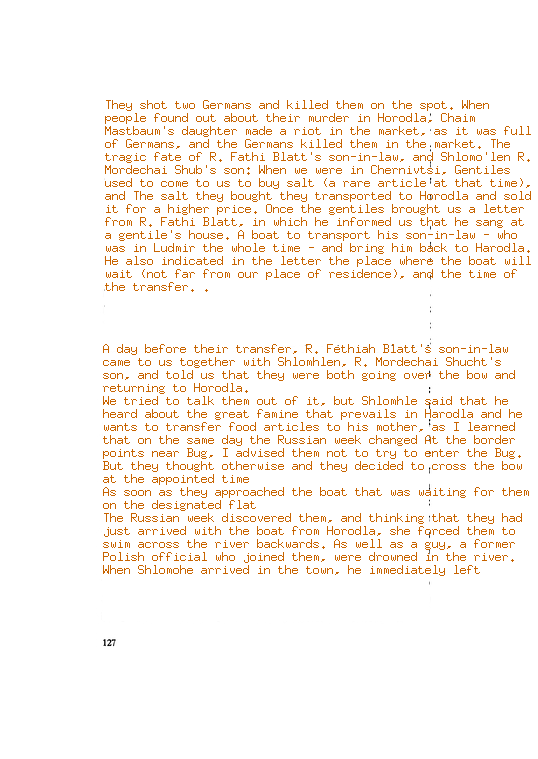 They shot two Germans and killed them on the spot. When
people found out about their murder in Horodla, Chaim
Mastbaum's daughter made a riot in the market, as it was full
of Germans, and the Germans killed them in the market. The
tragic fate of R. Fathi Blatt's son-in-law, and Shlomo'len R.
Mordechai Shub's son: When we were in Chernivtsi, Gentiles
used to come to us to buy salt (a rare article at that time),
and The salt they bought they transported to Horodla and sold
it for a higher price. Once the gentiles brought us a letter
from R. Fathi Blatt, in which he informed us that he sang at
a gentile's house. A boat to transport his son-in-law - who
was in Ludmir the whole time - and bring him back to Harodla.
He also indicated in the letter the place where the boat will
wait (not far from our place of residence), and the time of
the transfer. .
A day before their transfer, R. Fethiah Blatt's son-in-law
came to us together with Shlomhlen, R. Mordechai Shucht's
son, and told us that they were both going over the bow and
returning to Horodla.
We tried to talk them out of it, but Shlomhle said that he
heard about the great famine that prevails in Harodla and he
wants to transfer food articles to his mother, as I learned
that on the same day the Russian week changed At the border
points near Bug, I advised them not to try to enter the Bug.
But they thought otherwise and they decided to cross the bow
at the appointed time
As soon as they approached the boat that was waiting for them
on the designated flat
The Russian week discovered them, and thinking that they had
just arrived with the boat from Horodla, she forced them to
swim across the river backwards. As well as a guy, a former
Polish official who joined them, were drowned in the river.
When Shlomohe arrived in the town, he immediately left
127